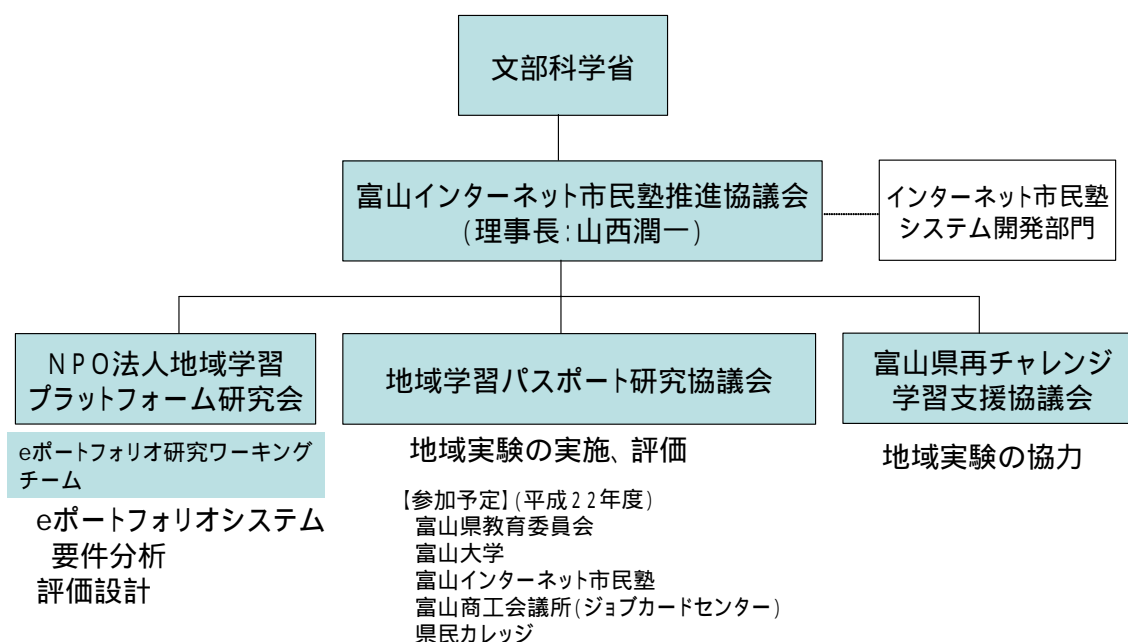 文部科学省
富山インターネット市民塾推進協議会
(理事長:山西潤一)
インターネット市民塾
システム開発部門
NPO法人地域学習
プラットフォーム研究会
eポートフォリオ研究ワーキング
チーム
eポートフォリオシステム
要件分析
評価設計
地域学習パスポート研究協議会
地域実験の実施、評価
【参加予定】(平成22年度)
富山県教育委員会
富山大学
富山インターネット市民塾
富山商工会議所(ジョブカードセンター)
県民カレッジ
富山県再チャレンジ
学習支援協議会
地域実験の協力